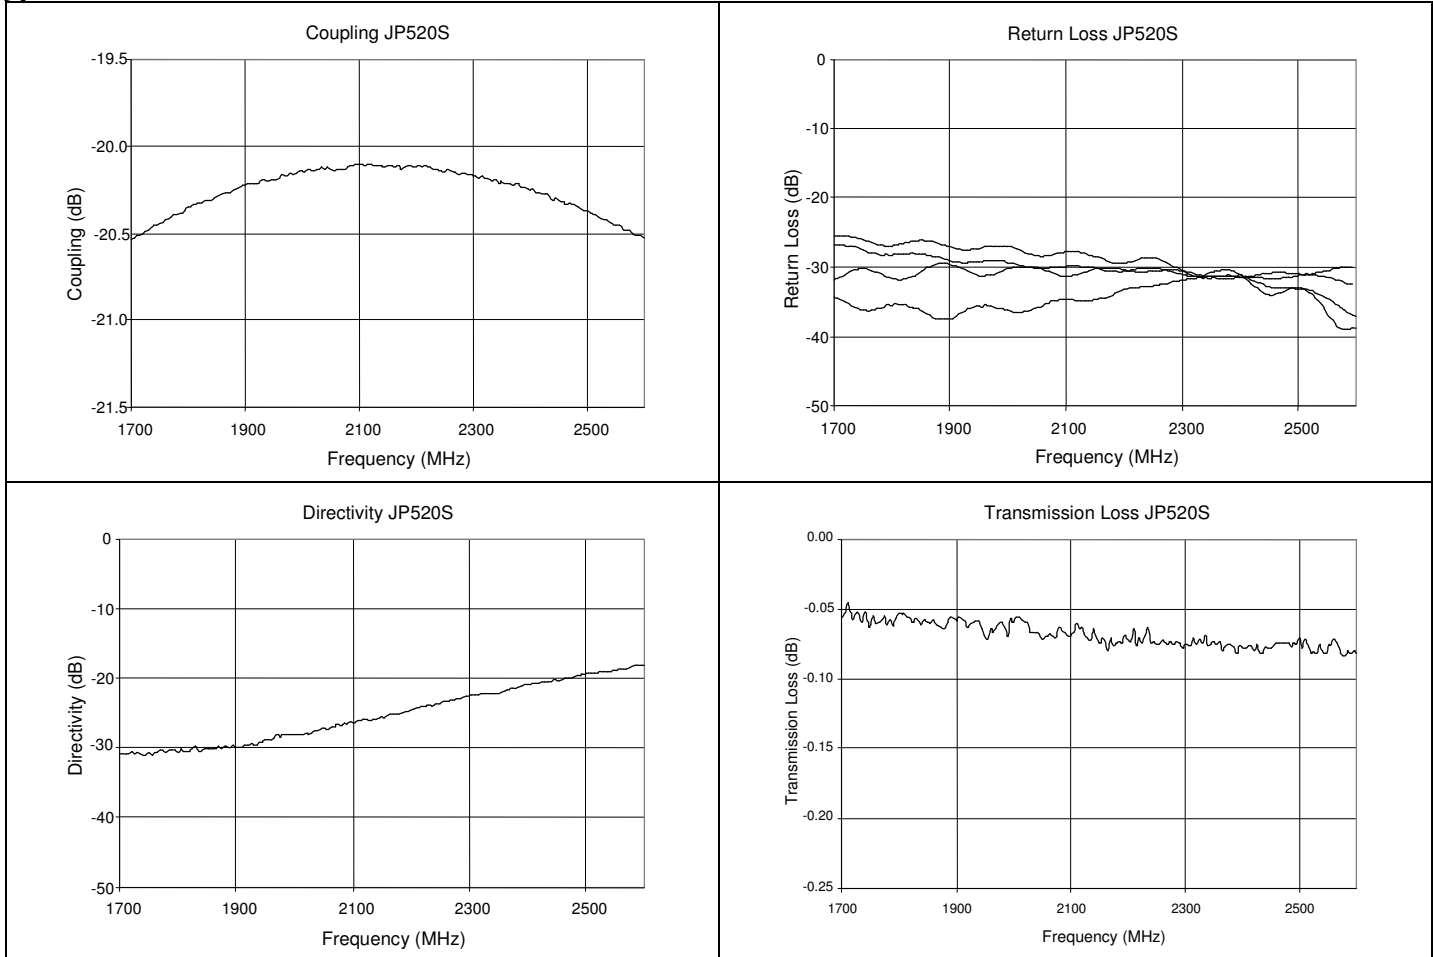 Coupling JP520S
-19.5
-20.0
-20.5
-21.0
-21.5
Coupling (dB)
1700 1900 2100 2300 2500
Frequency (MHz)
Return Loss JP520S
0
-10
-20
-30
-40
-50
Return Loss (dB)
1700 1900 2100 2300 2500
Frequency (MHz)
Directivity JP520S
0
-10
-20
-30
-40
-50
Directivity (dB)
1700 1900 2100 2300 2500
Frequency (MHz)
Transmission Loss JP520S
0.00
-0.05
-0.10
-0.15
-0.20
-0.25
Transmission Loss (dB)
1700 1900 2100 2300 2500
Frequency (MHz)